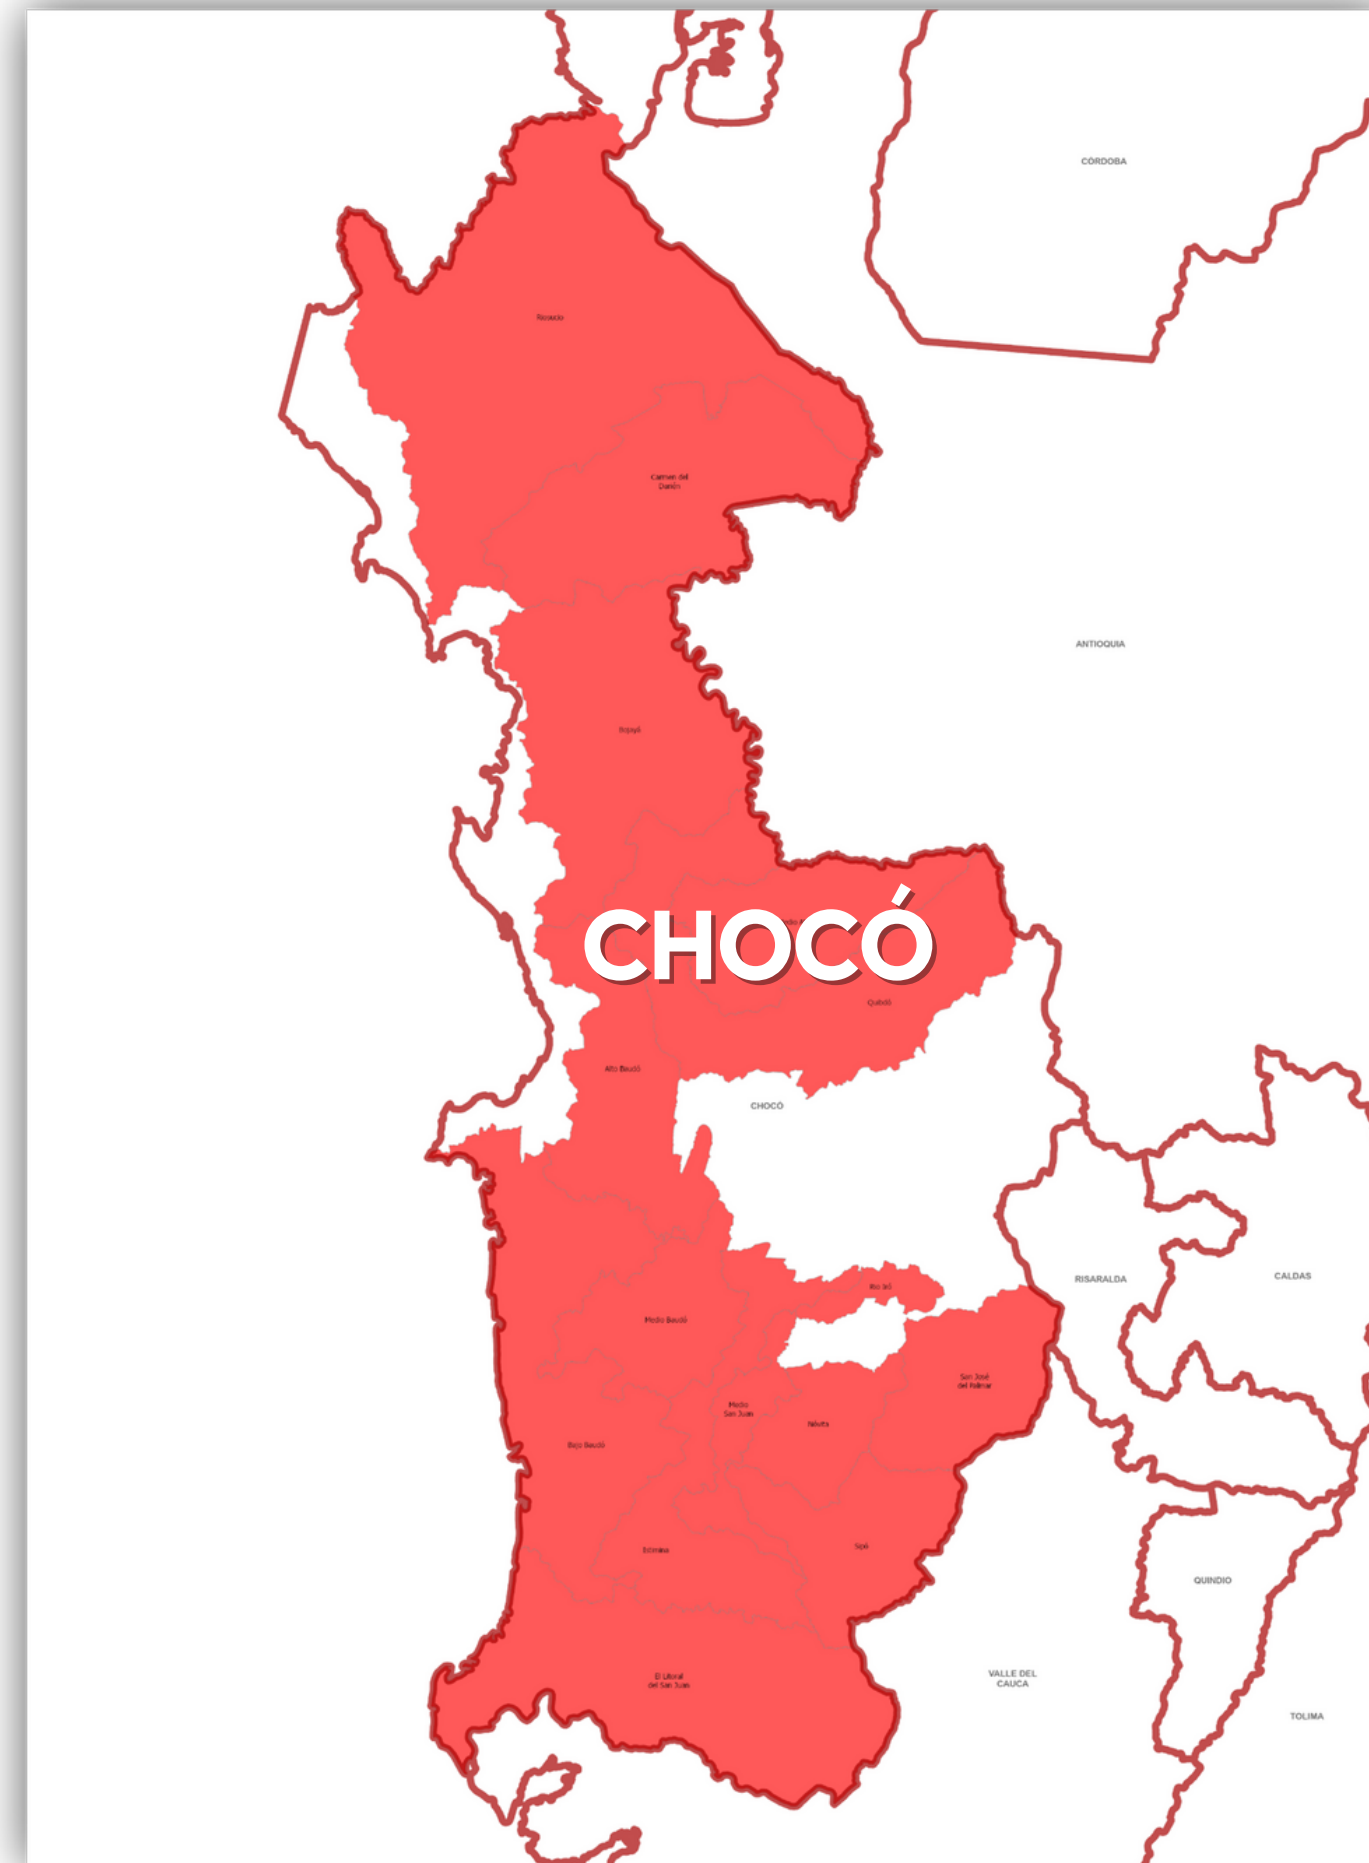 CÓRDOBA
Riosucio
Carmen del
Darién
ANTIOQUIA
Bojayá
CHOCÓ
Quibdó
Alto Baudó
CHOCÓ
RISARALDA
CALDAS
Río Iró
Medio Baudó
San José
del Palmar
Medio
San Juan
Nóvita
Bajo Baudó
Istmina
Sipí
QUINDIO
El Litoral
del San Juan
VALLE DEL
CAUCA
TOLIMA